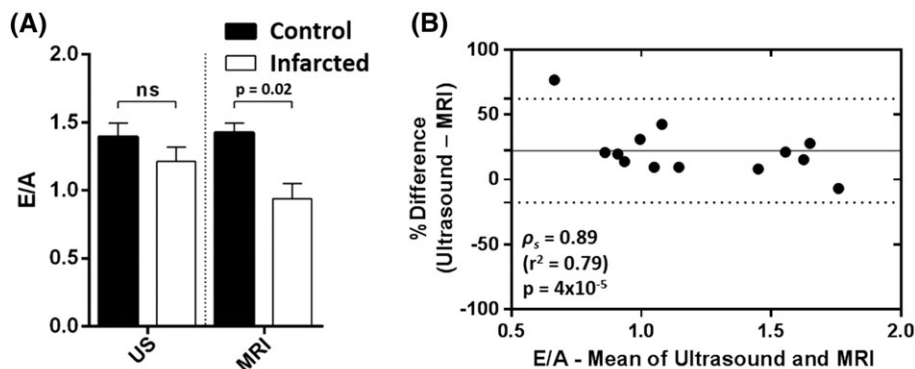 (A)
Control
Infarcted
2.0
1.5
1.0
0.5
0.0
E/A
ns
p = 0.02
US
MRI
(B)
100
50
0
-50
-100
% Difference
(Ultrasound – MRI)
ρs = 0.89
(r² = 0.79)
p = 4x10⁻⁵
0.5 1.0 1.5 2.0
E/A - Mean of Ultrasound and MRI